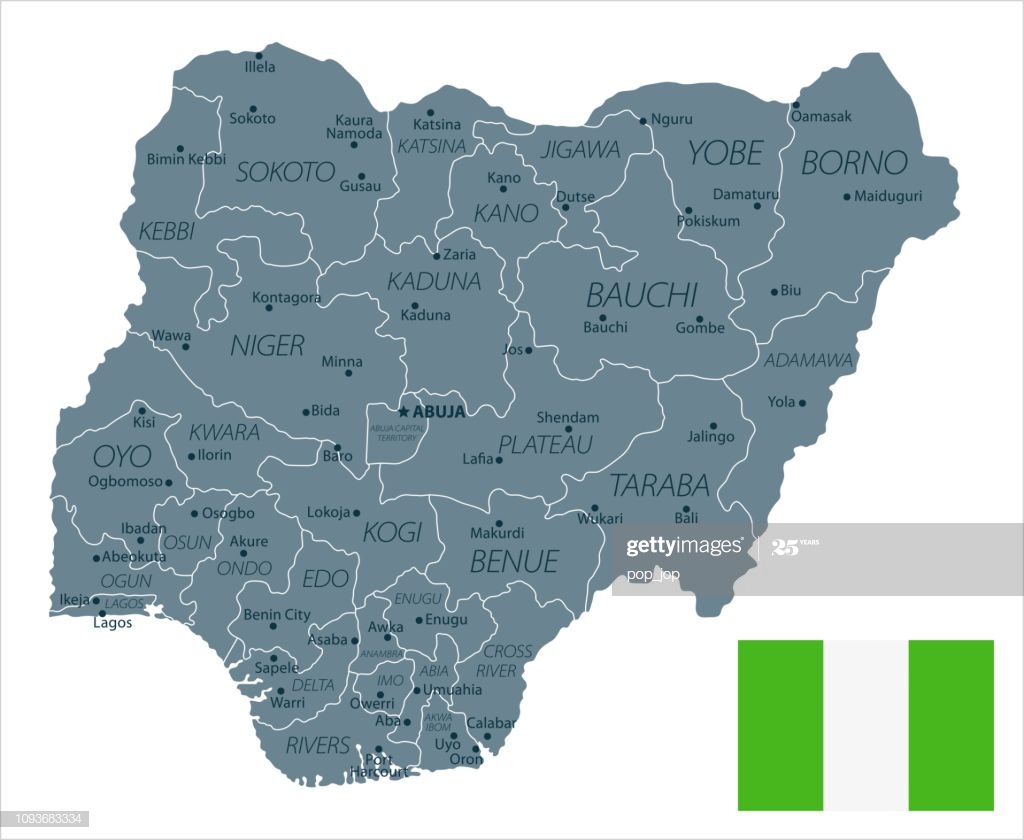 Illela
Oamasak
Sokoto
Kaura
Namoda
Katsina
KATSINA
Nguru
JIGAWA
YOBE
BORNO
Bimin Kebbi
SOKOTO
Gusau
Kano
KANO
Dutse
Damaturu
Maiduguri
Pokiskum
KEBBI
Zaria
KADUNA
Kaduna
BAUCHI
Bauchi
Gombe
Biu
Kontagora
Wawa
NIGER
Minna
Jos
ADAMAWA
Yola
Bida
ABUJA
ABUJA CAPITAL
TERRITORY
Shendam
PLATEAU
Lafia
Jalingo
Kisi
KWARA
OYO
Ilorin
Baro
Ogbomoso
TARABA
Wukari
Bali
Osogbo
Lokoja
KOGI
Makurdi
BENUE
Ibadan
OSUN
Akure
ONDO
Abeokuta
OGUN
EDO
Ikeja
LAGOS
Lagos
ENUGU
Enugu
Benin City
Asaba
Awka
ANAMBRA
CROSS
RIVER
Sapele
DELTA
Warri
IMO
Owerri
ABIA
Umuahia
Aba
AKWA
IBOM
Calabar
Uyo
Oron
RIVERS
Port
Harcourt
gettyimages®
25 YEARS
pop_jop
1093683334